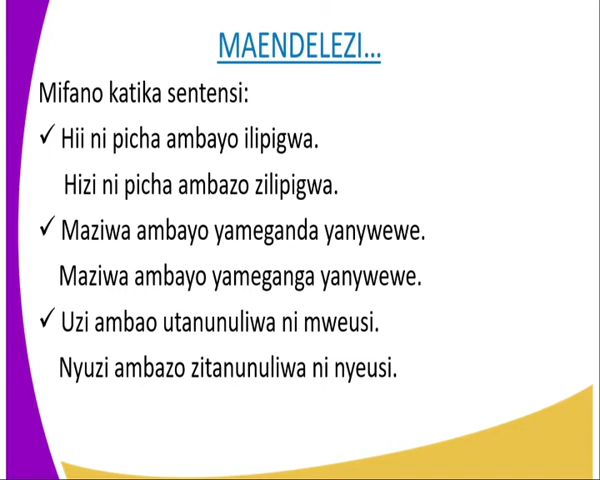 MAENDELEZI...
Mifano katika sentensi:
✓ Hii ni picha ambayo ilipigwa.
Hizi ni picha ambazo zilipigwa.
✓ Maziwa ambayo yameganda yanywewe.
Maziwa ambayo yameganga yanywewe.
✓ Uzi ambao utanunuliwa ni mweusi.
Nyuzi ambazo zitanunuliwa ni nyeusi.